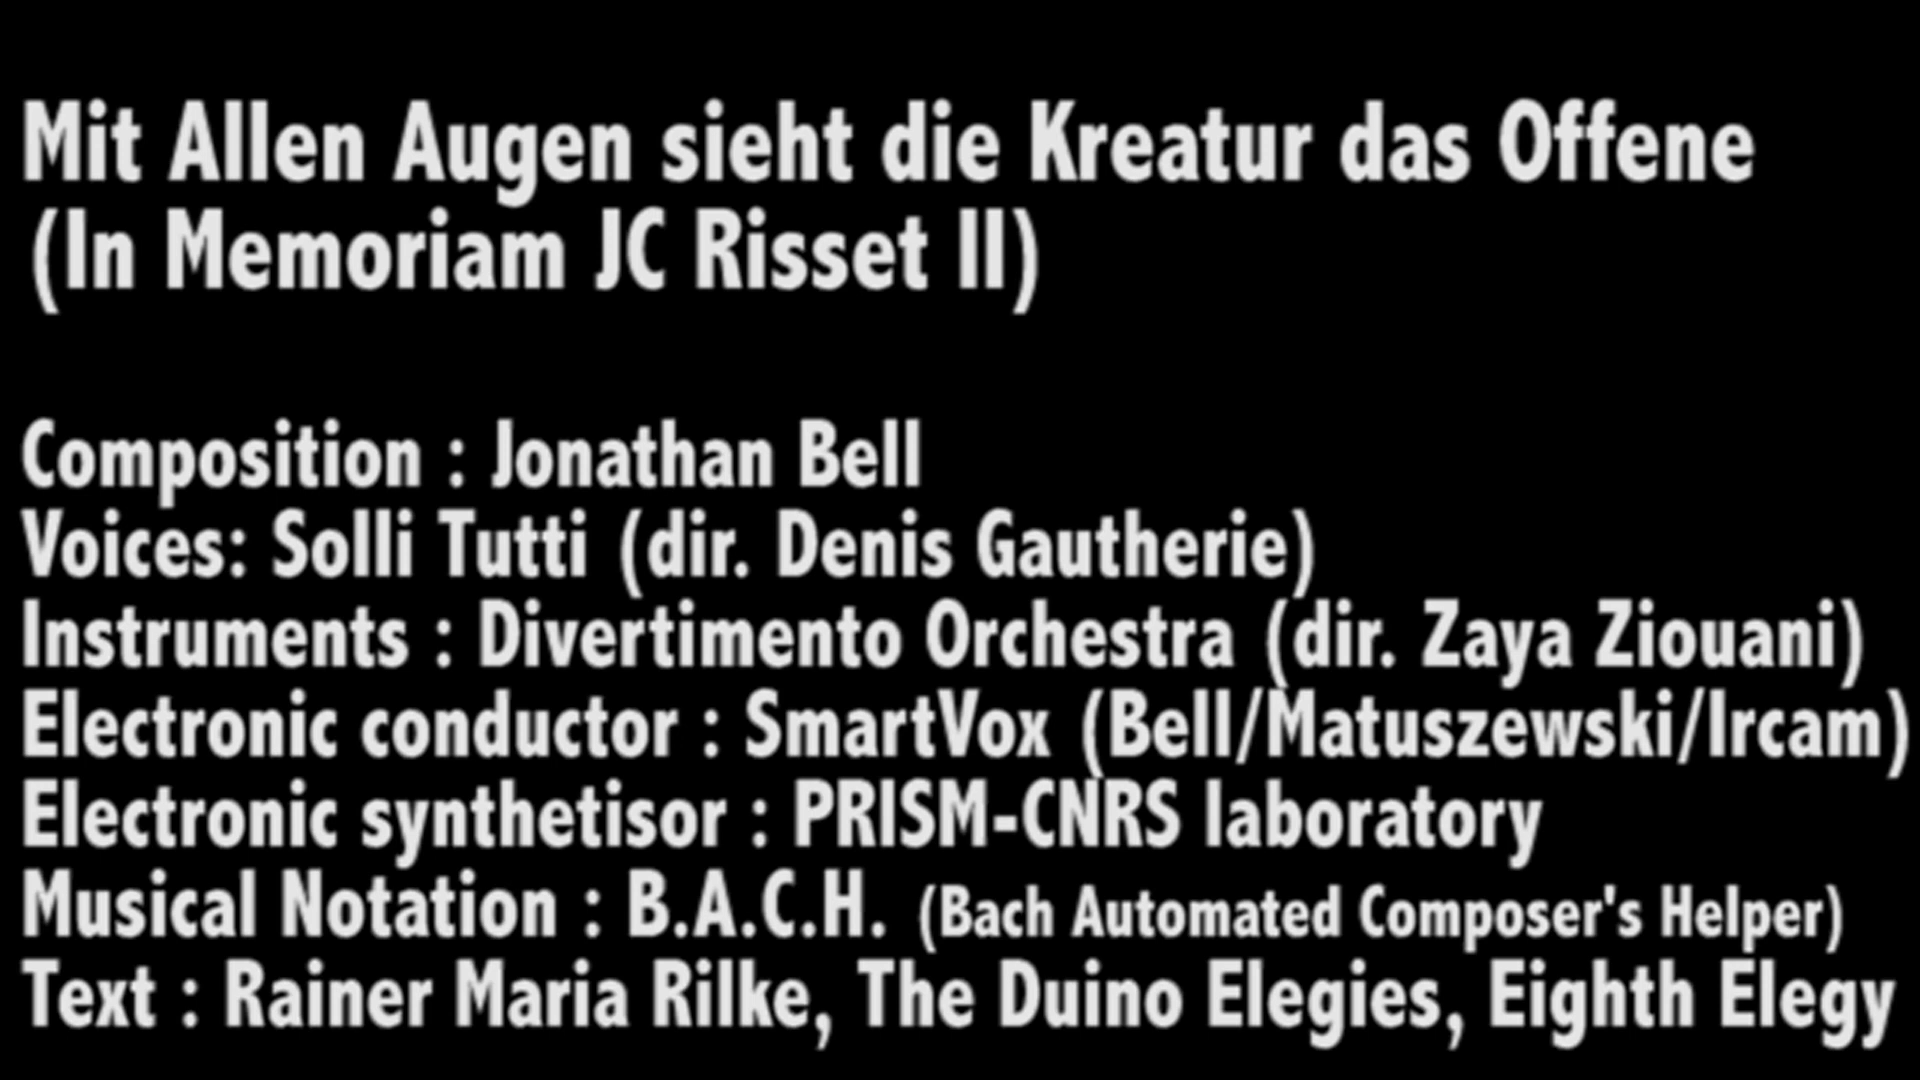 Mit Allen Augen sieht die Kreatur das Offene
(In Memoriam JC Risset II)
Composition : Jonathan Bell
Voices: Solli Tutti (dir. Denis Gautherie)
Instruments : Divertimento Orchestra (dir. Zaya Ziouani)
Electronic conductor : SmartVox (Bell/Matuszewski/Ircam)
Electronic synthetisor : PRISM-CNRS laboratory
Musical Notation : B.A.C.H. (Bach Automated Composer's Helper)
Text : Rainer Maria Rilke, The Duino Elegies, Eighth Elegy